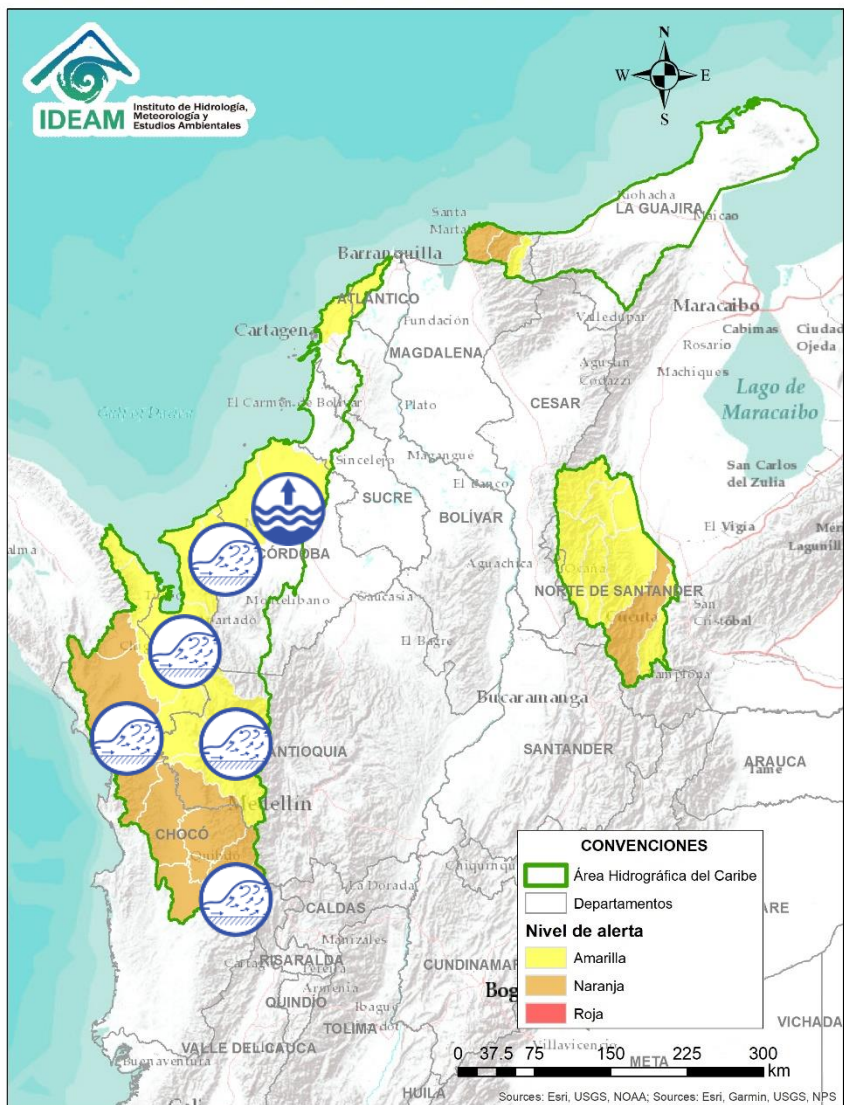 IDEAM
Instituto de Hidrología,
Meteorología y
Estudios Ambientales
N
W
E
S
Riohacha
LA GUAJIRA
Maicao
Santa
Marta
Barranquilla
ATLÁNTICO
Cartagena
Fundación
Valledupar
Maracaibo
Cabimas
Ciudad
Ojeda
MAGDALENA
Rosario
Agustín
Codazzi
Machiques
Lago de
Maracaibo
El Carmen de Bolívar
Plato
CESAR
Sincelejo
Magangué
SUCRE
El Banco
BOLÍVAR
San Carlos
del Zulia
El Vigía
CÓRDOBA
Aguachica
Ocaña
NORTE DE SANTANDER
Montelíbano
Caucasia
Cúcuta
San
Cristóbal
El Bagre
Pamplona
Bucaramanga
ANTIOQUIA
SANTANDER
ARAUCA
Tame
Medellín
CHOCÓ
Quibdó
La Dorada
CALDAS
Manizales
RISARALDA
Pereira
Armenia
QUINDÍO
Ibagué
TOLIMA
VALLE DEL CAUCA
Buenaventura
HUILA
Villavicencio
META
VICHADA
CONVENCIONES
Área Hidrográfica del Caribe
Departamentos
Nivel de alerta
Amarilla
Naranja
Roja
0 37.5 75 150 225 300
km
Sources: Esri, USGS, NOAA; Sources: Esri, Garmin, USGS, NPS